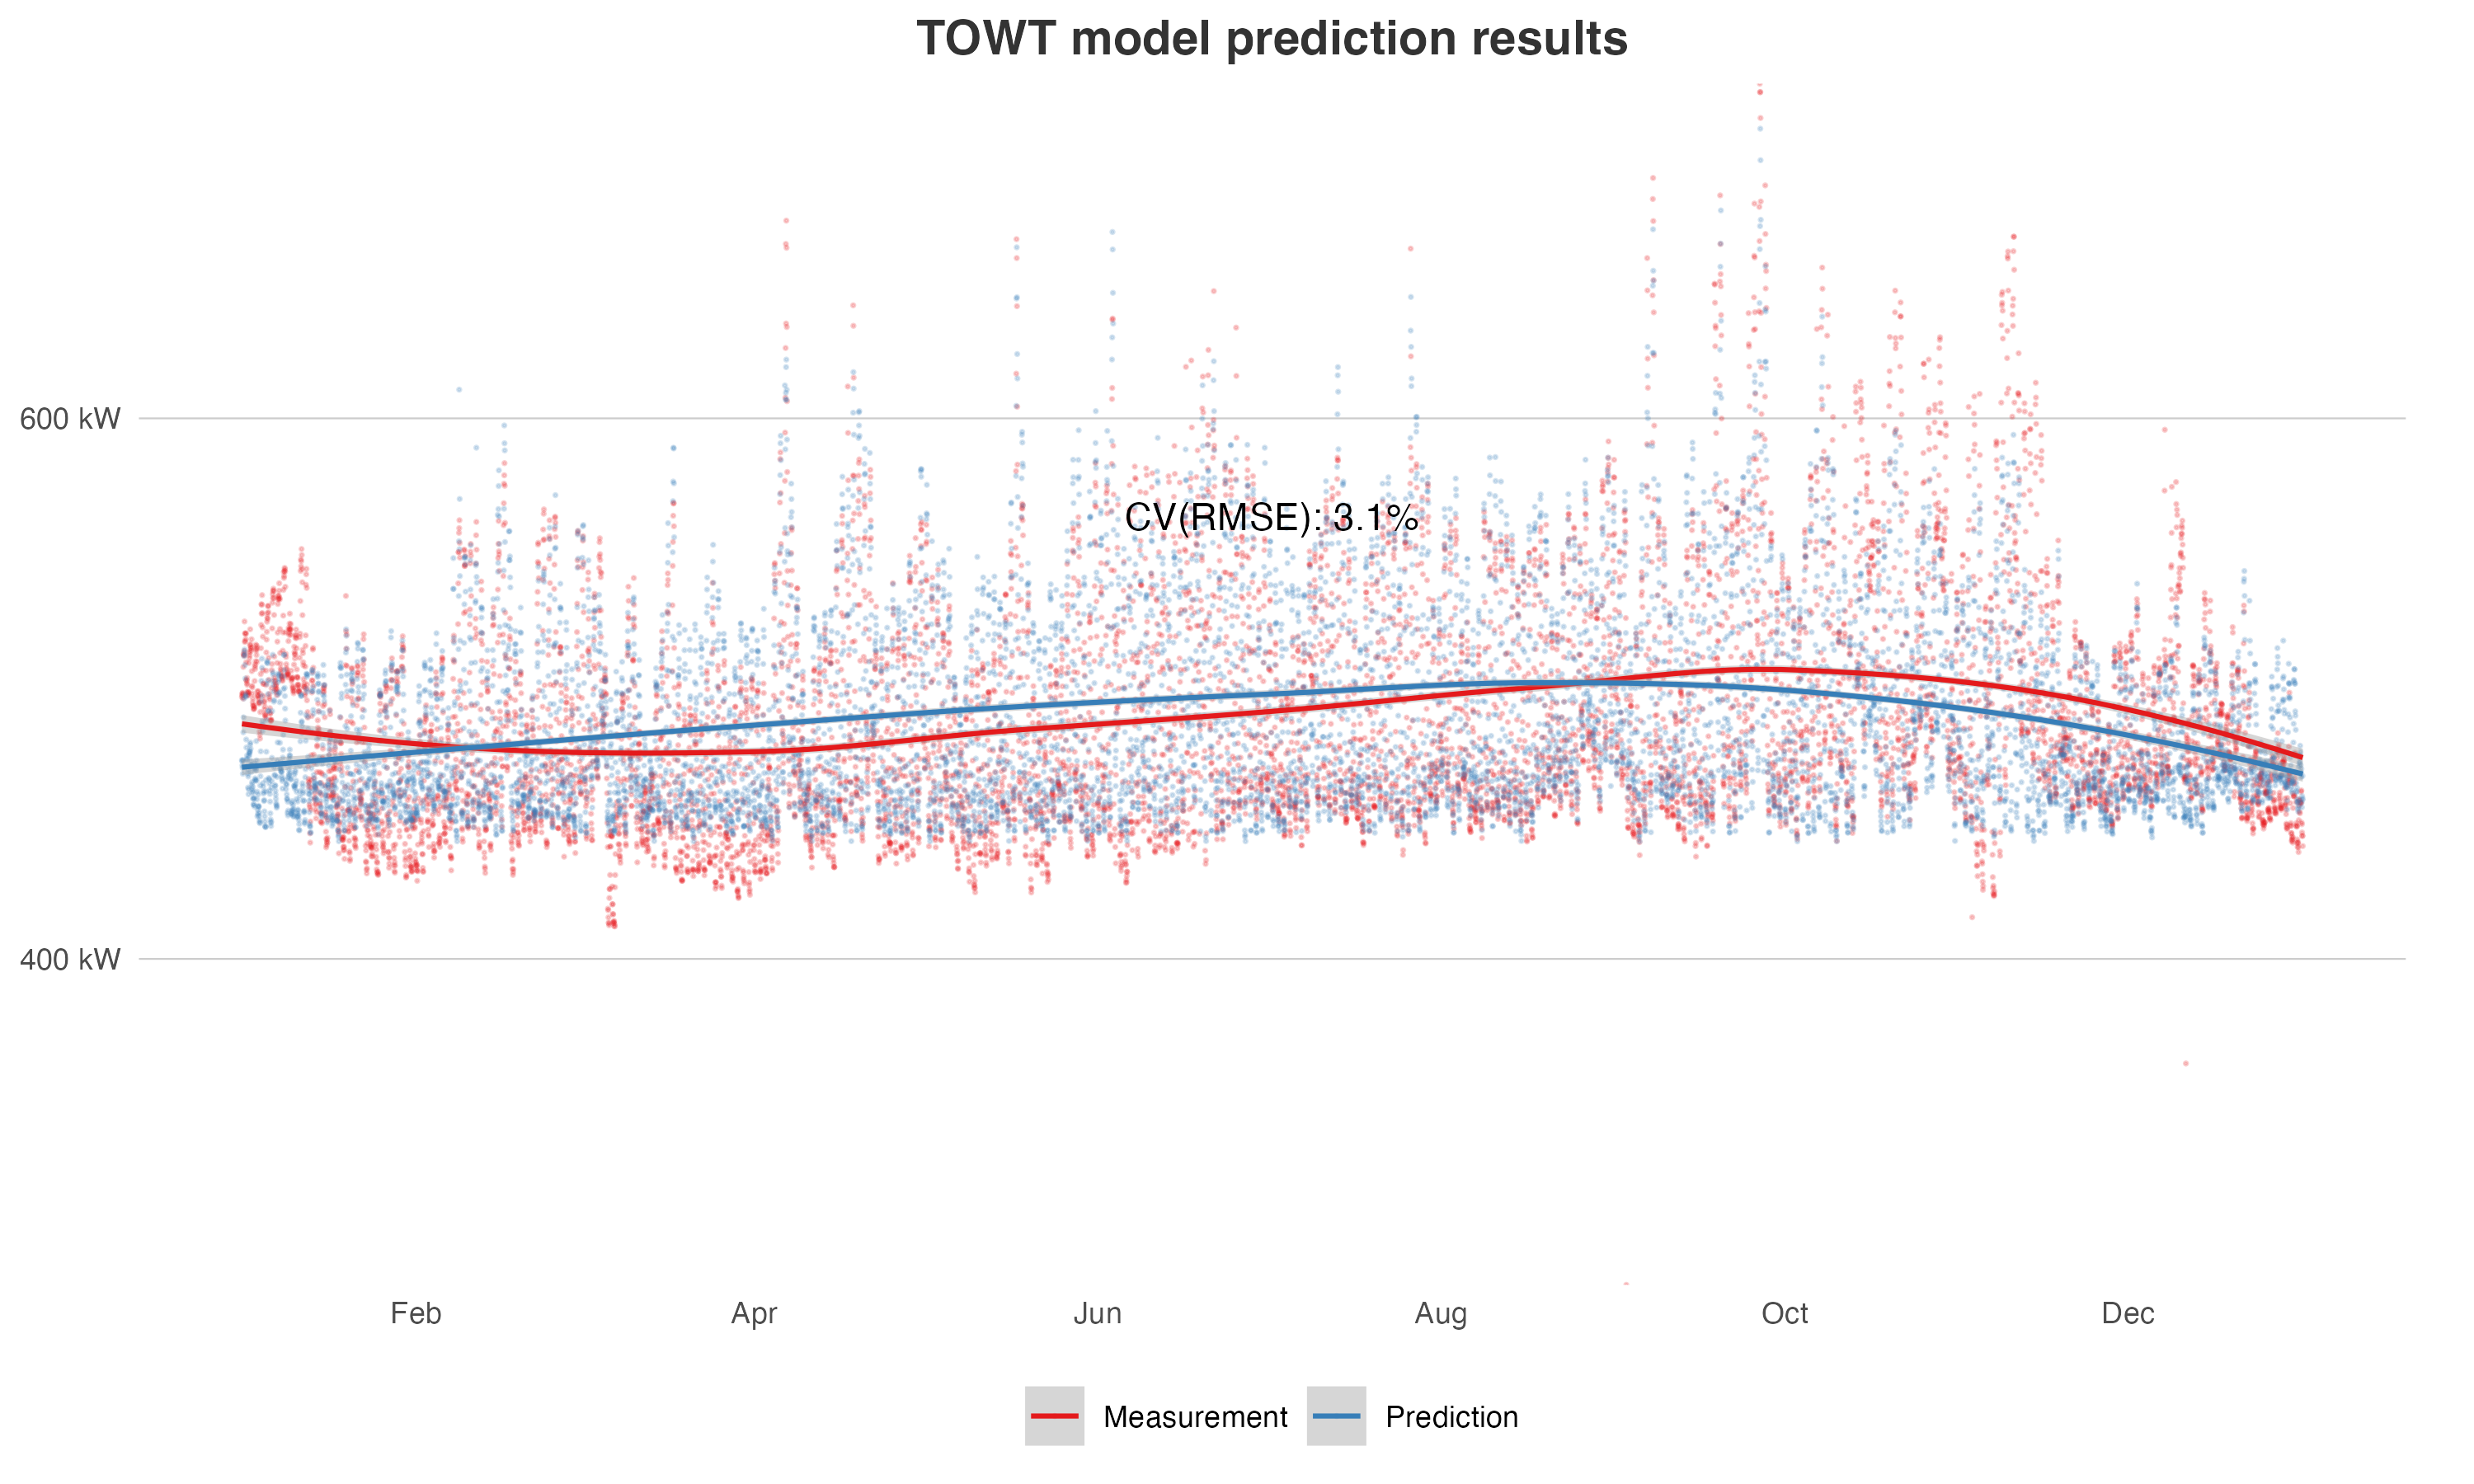 TOWT model prediction results
600 kW
CV(RMSE): 3.1%
400 kW
Feb Apr Jun Aug Oct Dec
Measurement Prediction